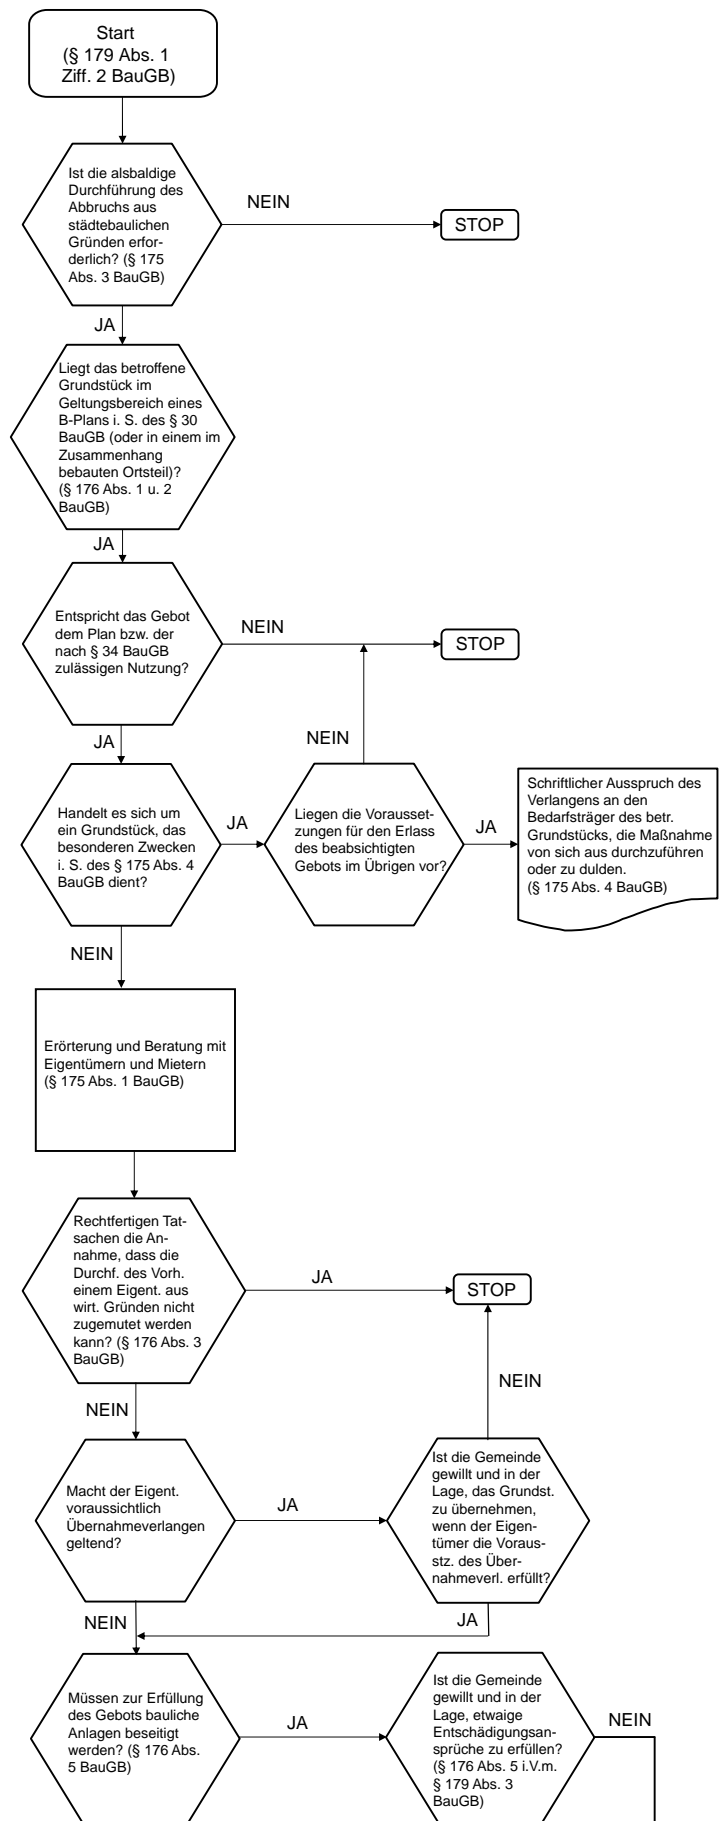 Start
(§ 179 Abs. 1
Ziff. 2 BauGB)
Ist die alsbaldige
Durchführung des
Abbruchs aus
städtebaulichen
Gründen erfor-
derlich? (§ 175
Abs. 3 BauGB)
NEIN
STOP
JA
Liegt das betroffene
Grundstück im
Geltungsbereich eines
B-Plans i. S. des § 30
BauGB (oder in einem im
Zusammenhang
bebauten Ortsteil)?
(§ 176 Abs. 1 u. 2
BauGB)
JA
Entspricht das Gebot
dem Plan bzw. der
nach § 34 BauGB
zulässigen Nutzung?
NEIN
STOP
JA
NEIN
Handelt es sich um
ein Grundstück, das
besonderen Zwecken
i. S. des § 175 Abs. 4
BauGB dient?
JA
Liegen die Vorausset-
zungen für den Erlass
des beabsichtigten
Gebots im Übrigen vor?
JA
Schriftlicher Ausspruch des
Verlangens an den
Bedarfsträger des betr.
Grundstücks, die Maßnahme
von sich aus durchzuführen
oder zu dulden.
(§ 175 Abs. 4 BauGB)
NEIN
Erörterung und Beratung mit
Eigentümern und Mietern
(§ 175 Abs. 1 BauGB)
Rechtfertigen Tat-
sachen die An-
nahme, dass die
Durchf. des Vorh.
einem Eigent. aus
wirt. Gründen nicht
zugemutet werden
kann? (§ 176 Abs. 3
BauGB)
JA
STOP
NEIN
NEIN
Macht der Eigent.
voraussichtlich
Übernahmeverlangen
geltend?
JA
Ist die Gemeinde
gewillt und in der
Lage, das Grundst.
zu übernehmen,
wenn der Eigen-
tümer die Voraus-
stz. des Über-
nahmeverl. erfüllt?
NEIN
JA
Müssen zur Erfüllung
des Gebots bauliche
Anlagen beseitigt
werden? (§ 176 Abs.
5 BauGB)
JA
Ist die Gemeinde
gewillt und in der
Lage, etwaige
Entschädigungsan-
sprüche zu erfüllen?
(§ 176 Abs. 5 i.V.m.
§ 179 Abs. 3
BauGB)
NEIN